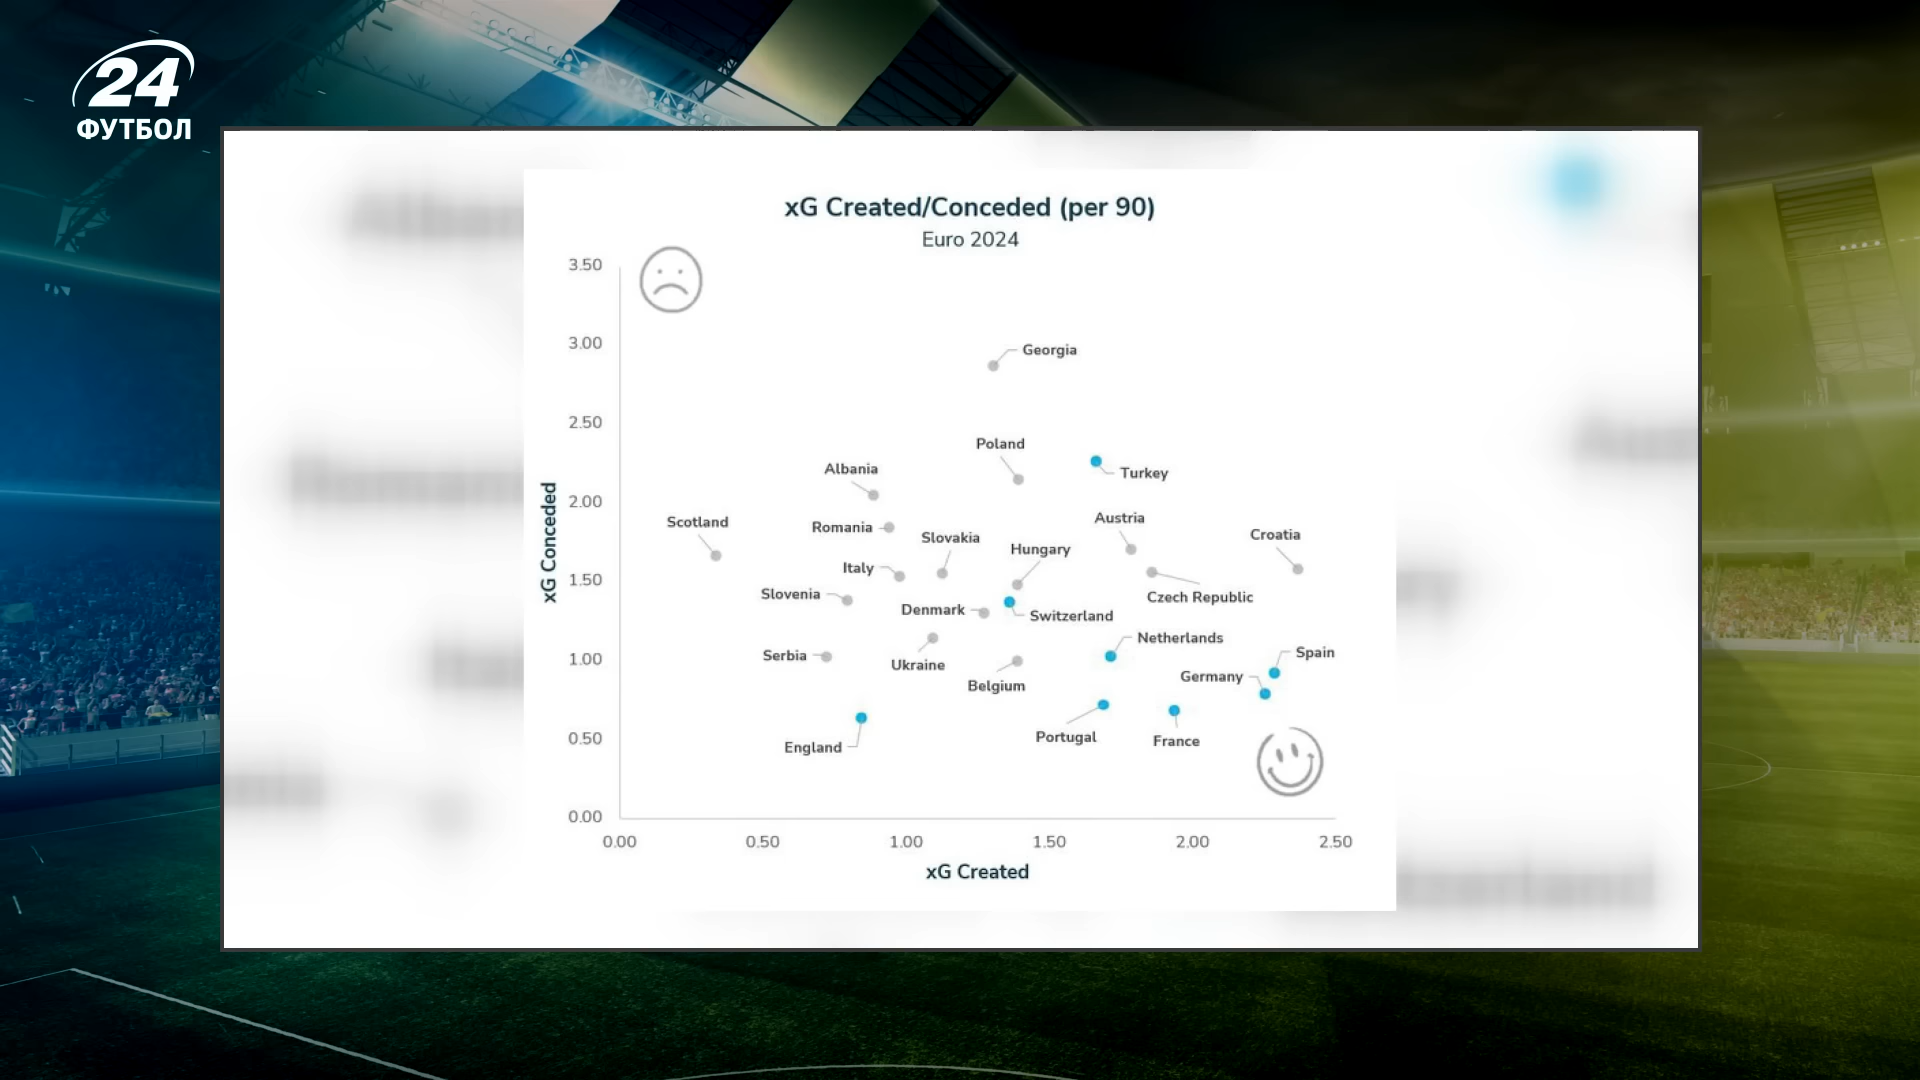 24
ФУТБОЛ
xG Created/Conceded (per 90)
Euro 2024
3.50
3.00
2.50
2.00
1.50
1.00
0.50
0.00
xG Conceded
Georgia
Poland
Turkey
Albania
Scotland
Romania
Slovakia
Austria
Croatia
Hungary
Italy
Slovenia
Czech Republic
Denmark
Switzerland
Netherlands
Serbia
Ukraine
Spain
Germany
Belgium
Portugal
France
England
0.00 0.50 1.00 1.50 2.00 2.50
xG Created